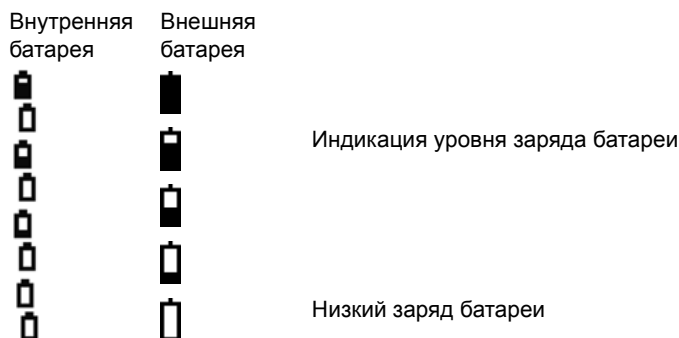 Внутренняя Внешняя
батарея батарея
Индикация уровня заряда батареи
Низкий заряд батареи